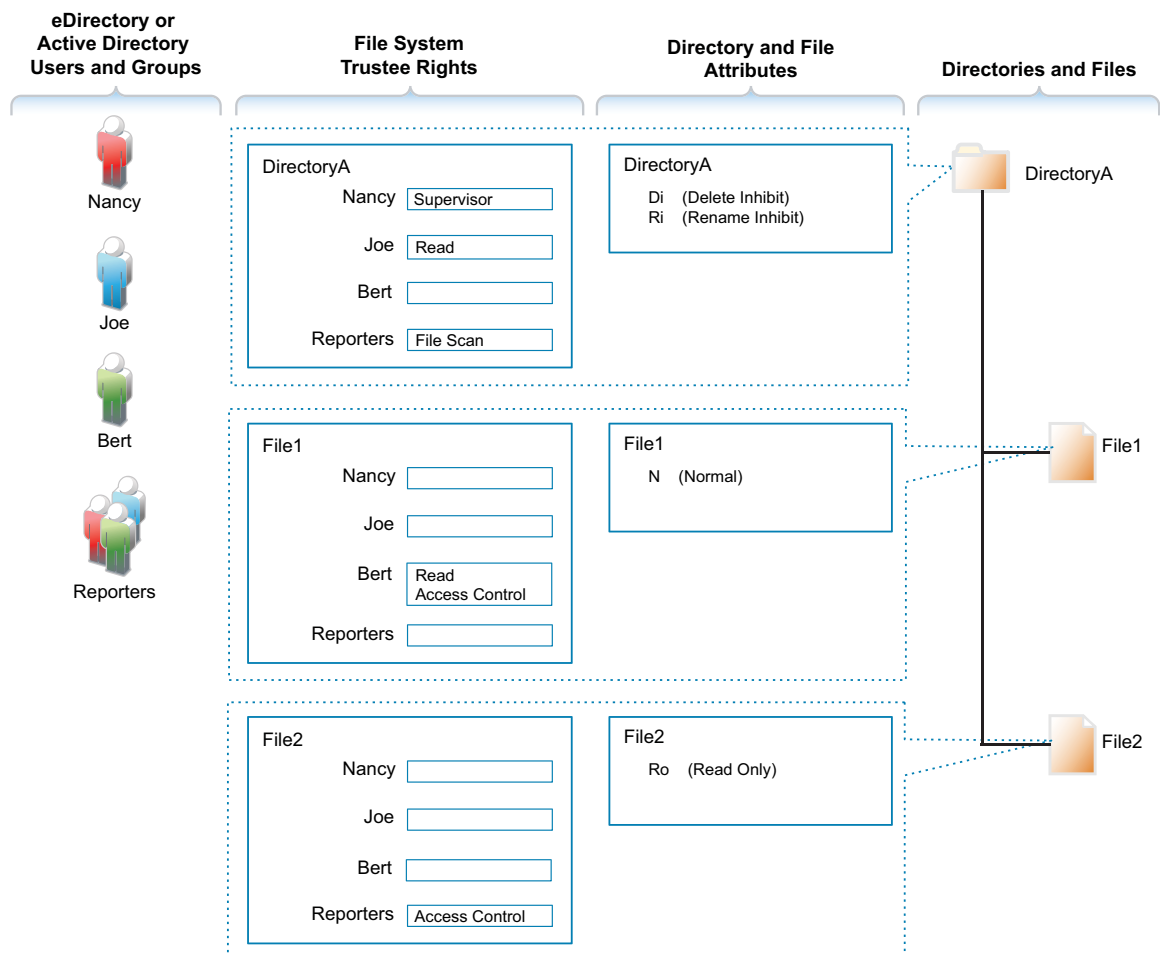 eDirectory or
Active Directory
Users and Groups
File System
Trustee Rights
Directory and File
Attributes
Directories and Files
Nancy
Joe
Bert
Reporters
DirectoryA
Nancy Supervisor
Joe Read
Bert
Reporters File Scan
DirectoryA
Di (Delete Inhibit)
Ri (Rename Inhibit)
DirectoryA
File1
Nancy
Joe
Bert Read
Access Control
Reporters
File1
N (Normal)
File1
File2
Nancy
Joe
Bert
Reporters Access Control
File2
Ro (Read Only)
File2